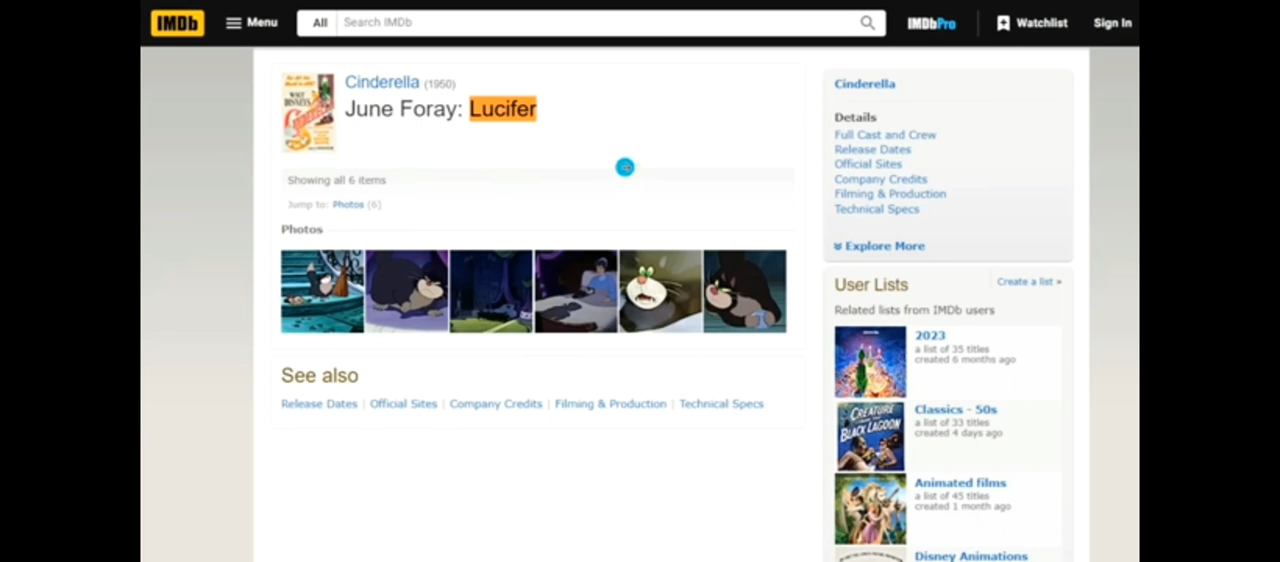 IMDb Menu All Search IMDb IMDbPro Watchlist Sign In
Cinderella (1950)
June Foray: Lucifer
Showing all 6 items
Jump to: Photos (6)
Photos
See also
Release Dates | Official Sites | Company Credits | Filming & Production | Technical Specs
Cinderella
Details
Full Cast and Crew
Release Dates
Official Sites
Company Credits
Filming & Production
Technical Specs
Explore More
User Lists Create a list »
Related lists from IMDb users
2023
a list of 35 titles
created 6 months ago
CREATURE
BLACK LAGOON
Classics - 50s
a list of 33 titles
created 4 days ago
Animated films
a list of 45 titles
created 1 month ago
Disney Animations